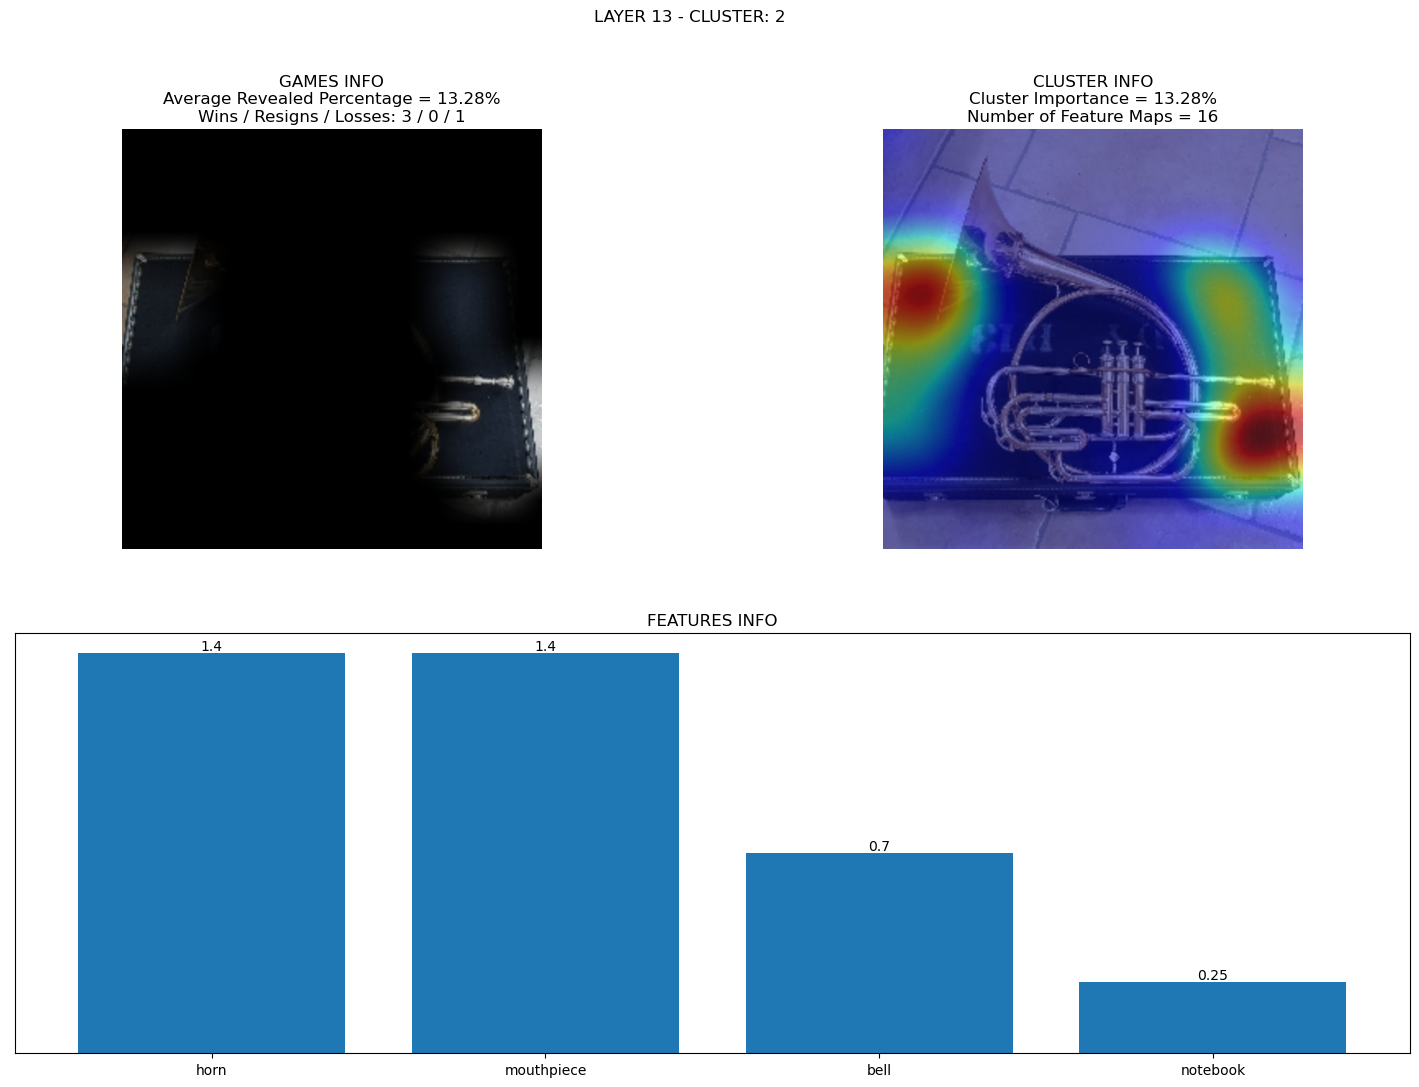 LAYER 13 - CLUSTER: 2
GAMES INFO
Average Revealed Percentage = 13.28%
Wins / Resigns / Losses: 3 / 0 / 1
CLUSTER INFO
Cluster Importance = 13.28%
Number of Feature Maps = 16
FEATURES INFO
1.4
1.4
0.7
0.25
horn
mouthpiece
bell
notebook